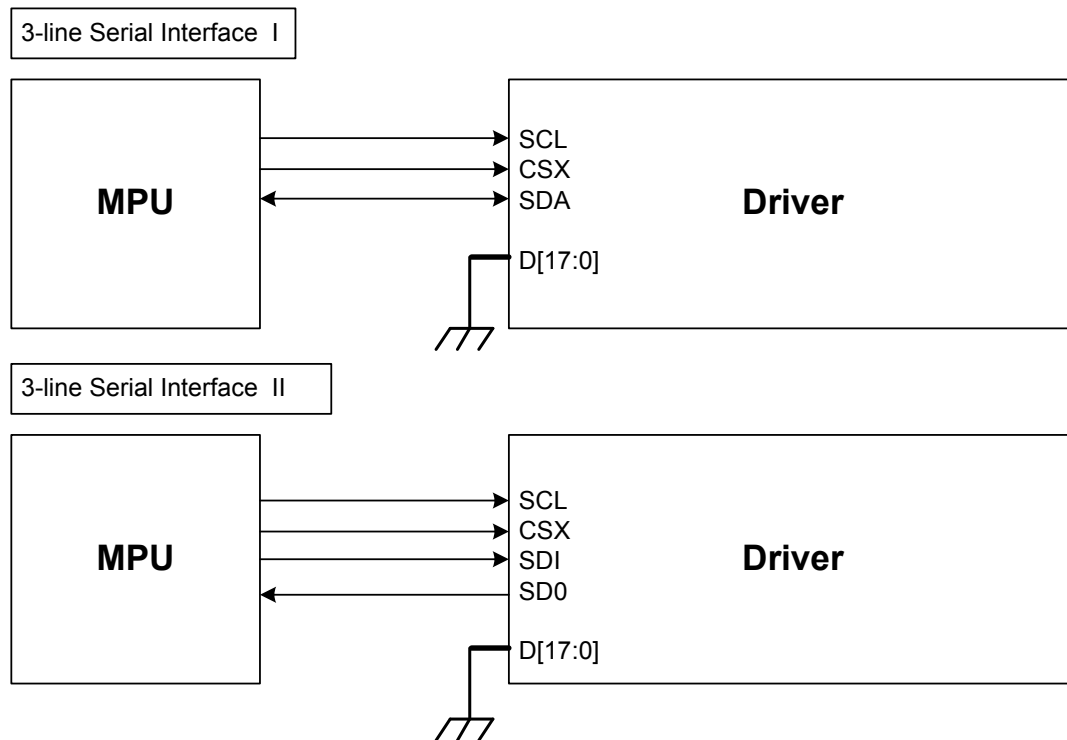 3-line Serial Interface I
MPU
SCL
CSX
SDA
D[17:0]
Driver
3-line Serial Interface II
MPU
SCL
CSX
SDI
SD0
D[17:0]
Driver